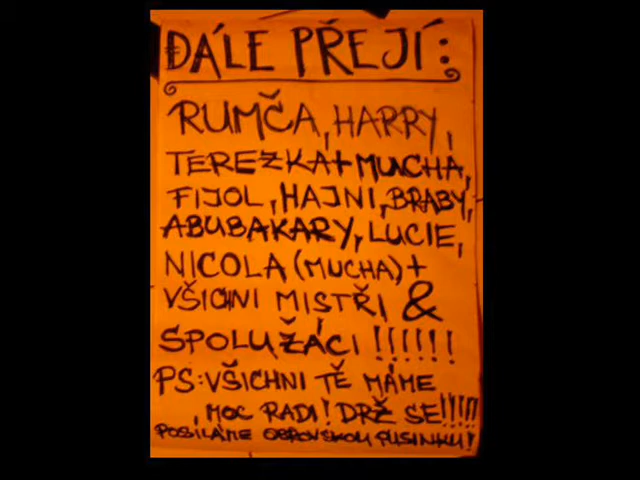 DÁLE PŘEJÍ:
RUMČA, HARRY,
TEREZKA+MUCHA,
FIJOL, HAJNI, BRABY,
ABUBAKARY, LUCIE,
NICOLA (MUCHA) +
VŠICHNI MISTŘI &
SPOLUŽÁCI !!!!!!
PS: VŠICHNI TĚ MÁME
MOC RADI! DRŽ SE!!!!!
POSÍLÁME OBROVSKOU PUSINKU!